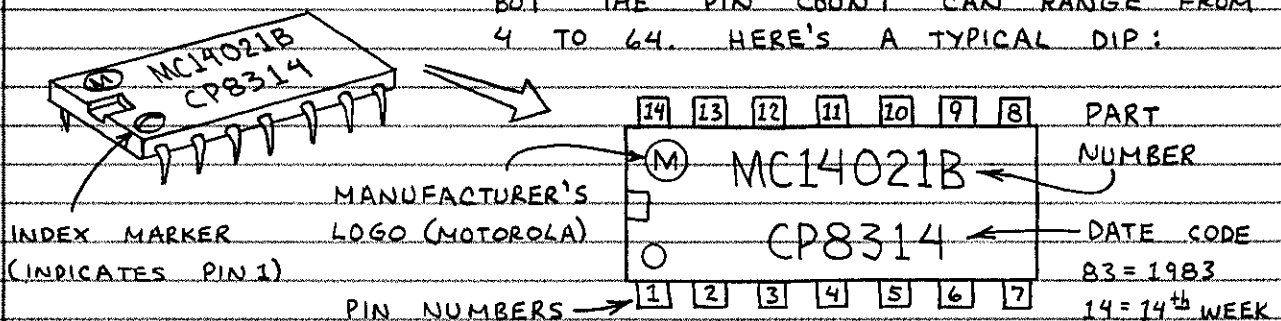 BUT THE PIN COUNT CAN RANGE FROM
4 TO 64. HERE'S A TYPICAL DIP:
M MC14021B
CP8314
INDEX MARKER
(INDICATES PIN 1)
MANUFACTURER'S
LOGO (MOTOROLA)
PIN NUMBERS
14 13 12 11 10 9 8
M MC14021B
CP8314
1 2 3 4 5 6 7
PART
NUMBER
DATE CODE
83 = 1983
14 = 14th WEEK